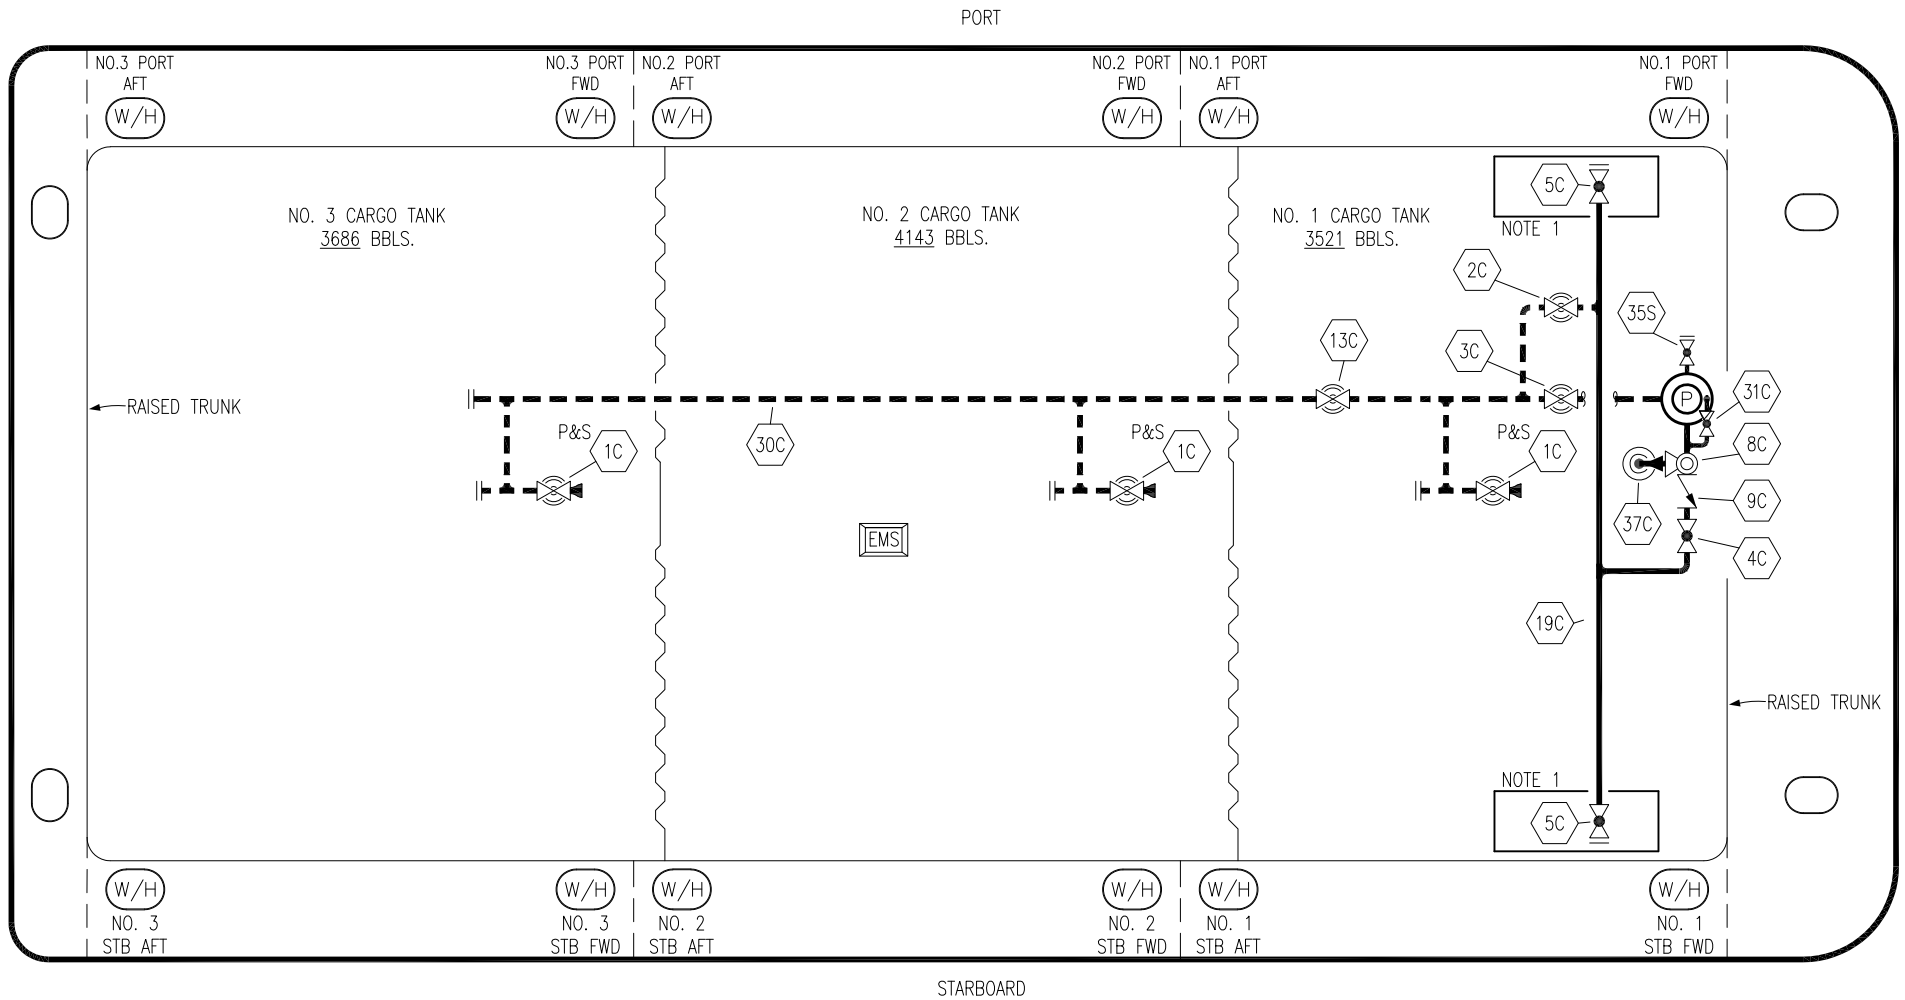 PORT
NO.3 PORT
AFT
NO.3 PORT
FWD
NO.2 PORT
AFT
NO.2 PORT
FWD
NO.1 PORT
AFT
NO.1 PORT
FWD
W/H
W/H
W/H
W/H
W/H
W/H
NO. 3 CARGO TANK
3686 BBLS.
NO. 2 CARGO TANK
4143 BBLS.
NO. 1 CARGO TANK
3521 BBLS.
5C
NOTE 1
2C
35S
13C
3C
31C
RAISED TRUNK
P
30C
P&S
1C
P&S
1C
P&S
1C
8C
9C
37C
4C
EMS
19C
RAISED TRUNK
NOTE 1
5C
W/H
W/H
W/H
W/H
W/H
W/H
NO. 3
STB AFT
NO. 3
STB FWD
NO. 2
STB AFT
NO. 2
STB FWD
NO. 1
STB AFT
NO. 1
STB FWD
STARBOARD